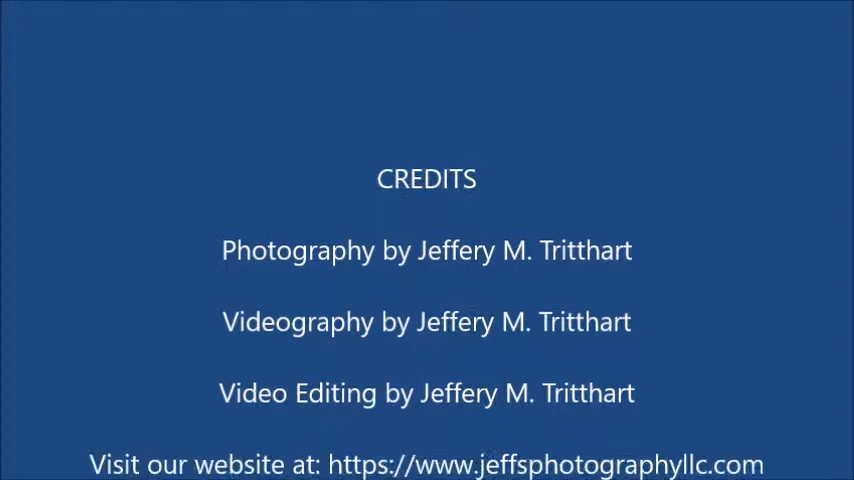 CREDITS
Photography by Jeffery M. Tritthart
Videography by Jeffery M. Tritthart
Video Editing by Jeffery M. Tritthart
Visit our website at: https://www.jeffsphotographyllc.com